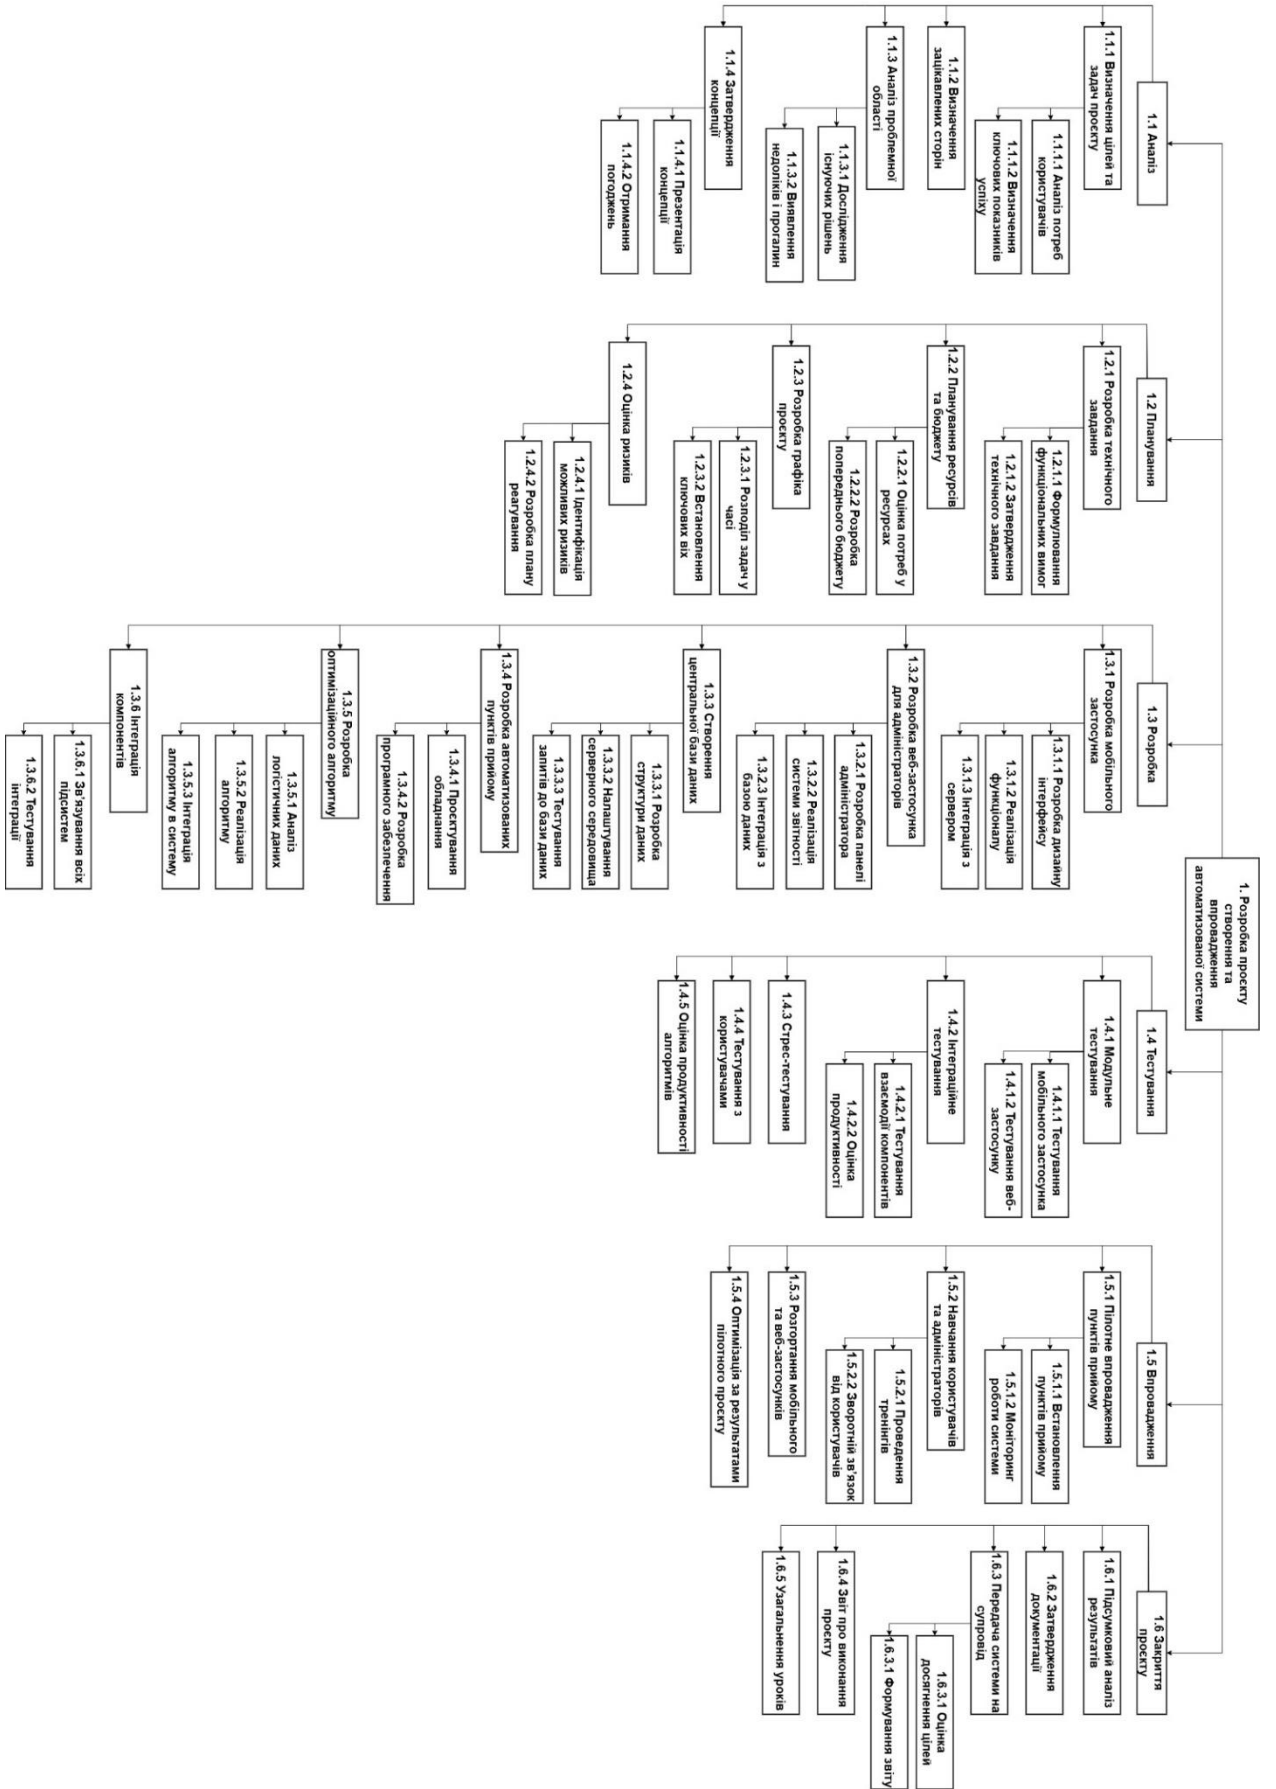 1. Розробка проєкту
створення та
впровадження
автоматизованої системи
1.1 Аналіз
1.1.1 Визначення цілей та
задач проєкту
1.1.1.1 Аналіз потреб
користувачів
1.1.1.2 Визначення
ключових показників
успіху
1.1.2 Визначення
зацікавлених сторін
1.1.3 Аналіз проблемної
області
1.1.3.1 Дослідження
існуючих рішень
1.1.3.2 Виявлення
недоліків і прогалин
1.1.4 Затвердження
концепції
1.1.4.1 Презентація
концепції
1.1.4.2 Отримання
погоджень
1.2 Планування
1.2.1 Розробка технічного
завдання
1.2.1.1 Формулювання
функціональних вимог
1.2.1.2 Затвердження
технічного завдання
1.2.2 Планування ресурсів
та бюджету
1.2.2.1 Оцінка потреб у
ресурсах
1.2.2.2 Розробка
попереднього бюджету
1.2.3 Розробка графіка
проєкту
1.2.3.1 Розподіл задач у
часі
1.2.3.2 Встановлення
ключових віх
1.2.4 Оцінка ризиків
1.2.4.1 Ідентифікація
можливих ризиків
1.2.4.2 Розробка плану
реагування
1.3 Розробка
1.3.1 Розробка мобільного
застосунка
1.3.1.1 Розробка дизайну
інтерфейсу
1.3.1.2 Реалізація
функціоналу
1.3.1.3 Інтеграція з
сервером
1.3.2 Розробка веб-застосунка
для адміністраторів
1.3.2.1 Розробка панелі
адміністратора
1.3.2.2 Реалізація
системи звітності
1.3.2.3 Інтеграція з
базою даних
1.3.3 Створення
центральної бази даних
1.3.3.1 Розробка
структури даних
1.3.3.2 Налаштування
серверного середовища
1.3.3.3 Тестування
запитів до бази даних
1.3.4 Розробка автоматизованих
пунктів прийому
1.3.4.1 Проєктування
обладнання
1.3.4.2 Розробка
програмного забезпечення
1.3.5 Розробка
оптимізаційного алгоритму
1.3.5.1 Аналіз
логістичних даних
1.3.5.2 Реалізація
алгоритму
1.3.5.3 Інтеграція
алгоритму в систему
1.3.6 Інтеграція
компонентів
1.3.6.1 Зв'язування всіх
підсистем
1.3.6.2 Тестування
інтеграції
1.4 Тестування
1.4.1 Модульне
тестування
1.4.1.1 Тестування
мобільного застосунка
1.4.1.2 Тестування веб-
застосунку
1.4.2 Інтеграційне
тестування
1.4.2.1 Тестування
взаємодії компонентів
1.4.2.2 Оцінка
продуктивності
1.4.3 Стрес-тестування
1.4.4 Тестування з
користувачами
1.4.5 Оцінка продуктивності
алгоритмів
1.5 Впровадження
1.5.1 Пілотне впровадження
пунктів прийому
1.5.1.1 Встановлення
пунктів прийому
1.5.1.2 Моніторинг
роботи системи
1.5.2 Навчання користувачів
та адміністраторів
1.5.2.1 Проведення
тренінгів
1.5.2.2 Зворотній зв'язок
від користувачів
1.5.3 Розгортання мобільного
та веб-застосунків
1.5.4 Оптимізація за результатами
пілотного проєкту
1.6 Закриття
проєкту
1.6.1 Підсумковий аналіз
результатів
1.6.2 Затвердження
документації
1.6.3 Передача системи на
супровід
1.6.3.1 Оцінка
досягнення цілей
1.6.3.1 Формування звіту
1.6.4 Звіт про виконання
проєкту
1.6.5 Узагальнення уроків